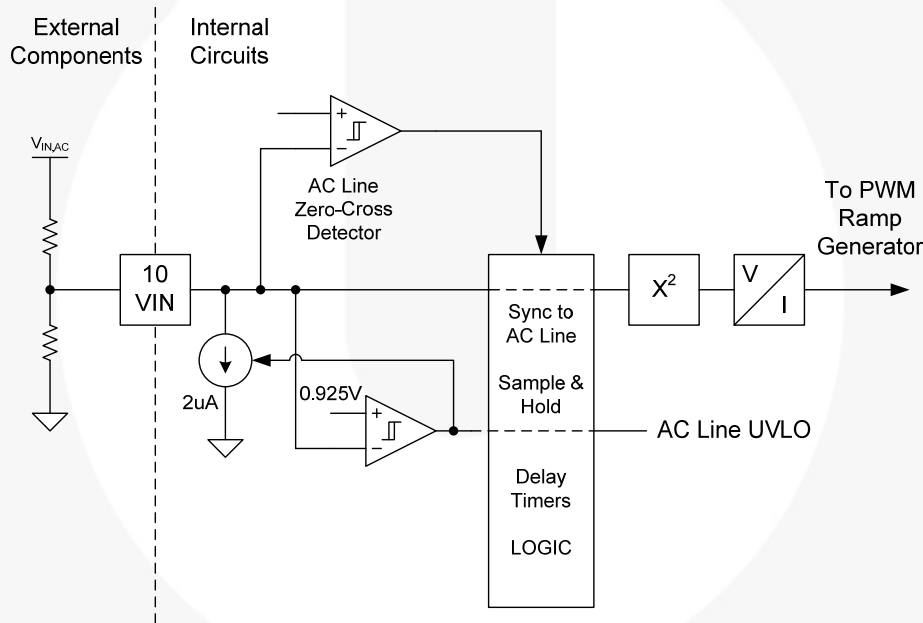 External
Components
Internal
Circuits
VIN,AC
+
−
AC Line
Zero-Cross
Detector
To PWM
Ramp
Generator
10
VIN
Sync to
AC Line
X²
V
I
2uA
0.925V
+
−
Sample &
Hold
AC Line UVLO
Delay
Timers
LOGIC